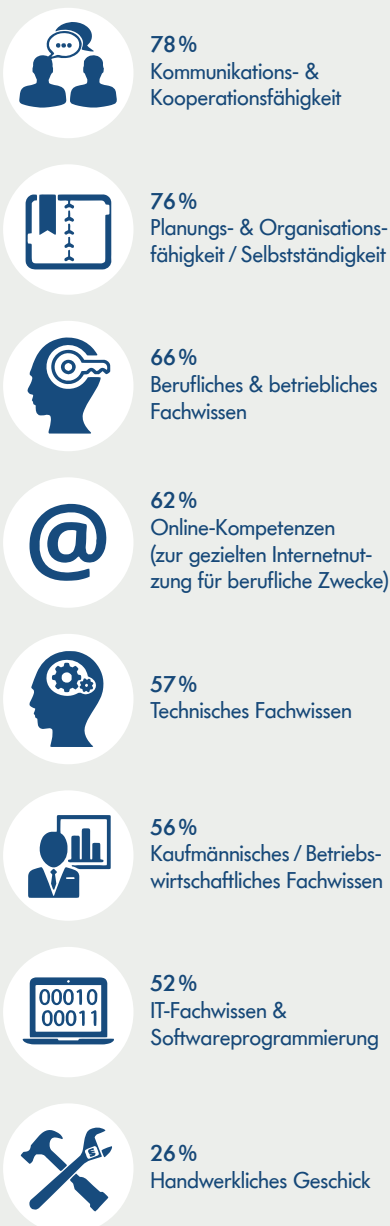 78 %
Kommunikations- &
Kooperationsfähigkeit
76 %
Planungs- & Organisations-
fähigkeit / Selbstständigkeit
66 %
Berufliches & betriebliches
Fachwissen
@
62 %
Online-Kompetenzen
(zur gezielten Internetnut-
zung für berufliche Zwecke)
57 %
Technisches Fachwissen
56 %
Kaufmännisches / Betriebs-
wirtschaftliches Fachwissen
00010
00011
52 %
IT-Fachwissen &
Softwareprogrammierung
26 %
Handwerkliches Geschick